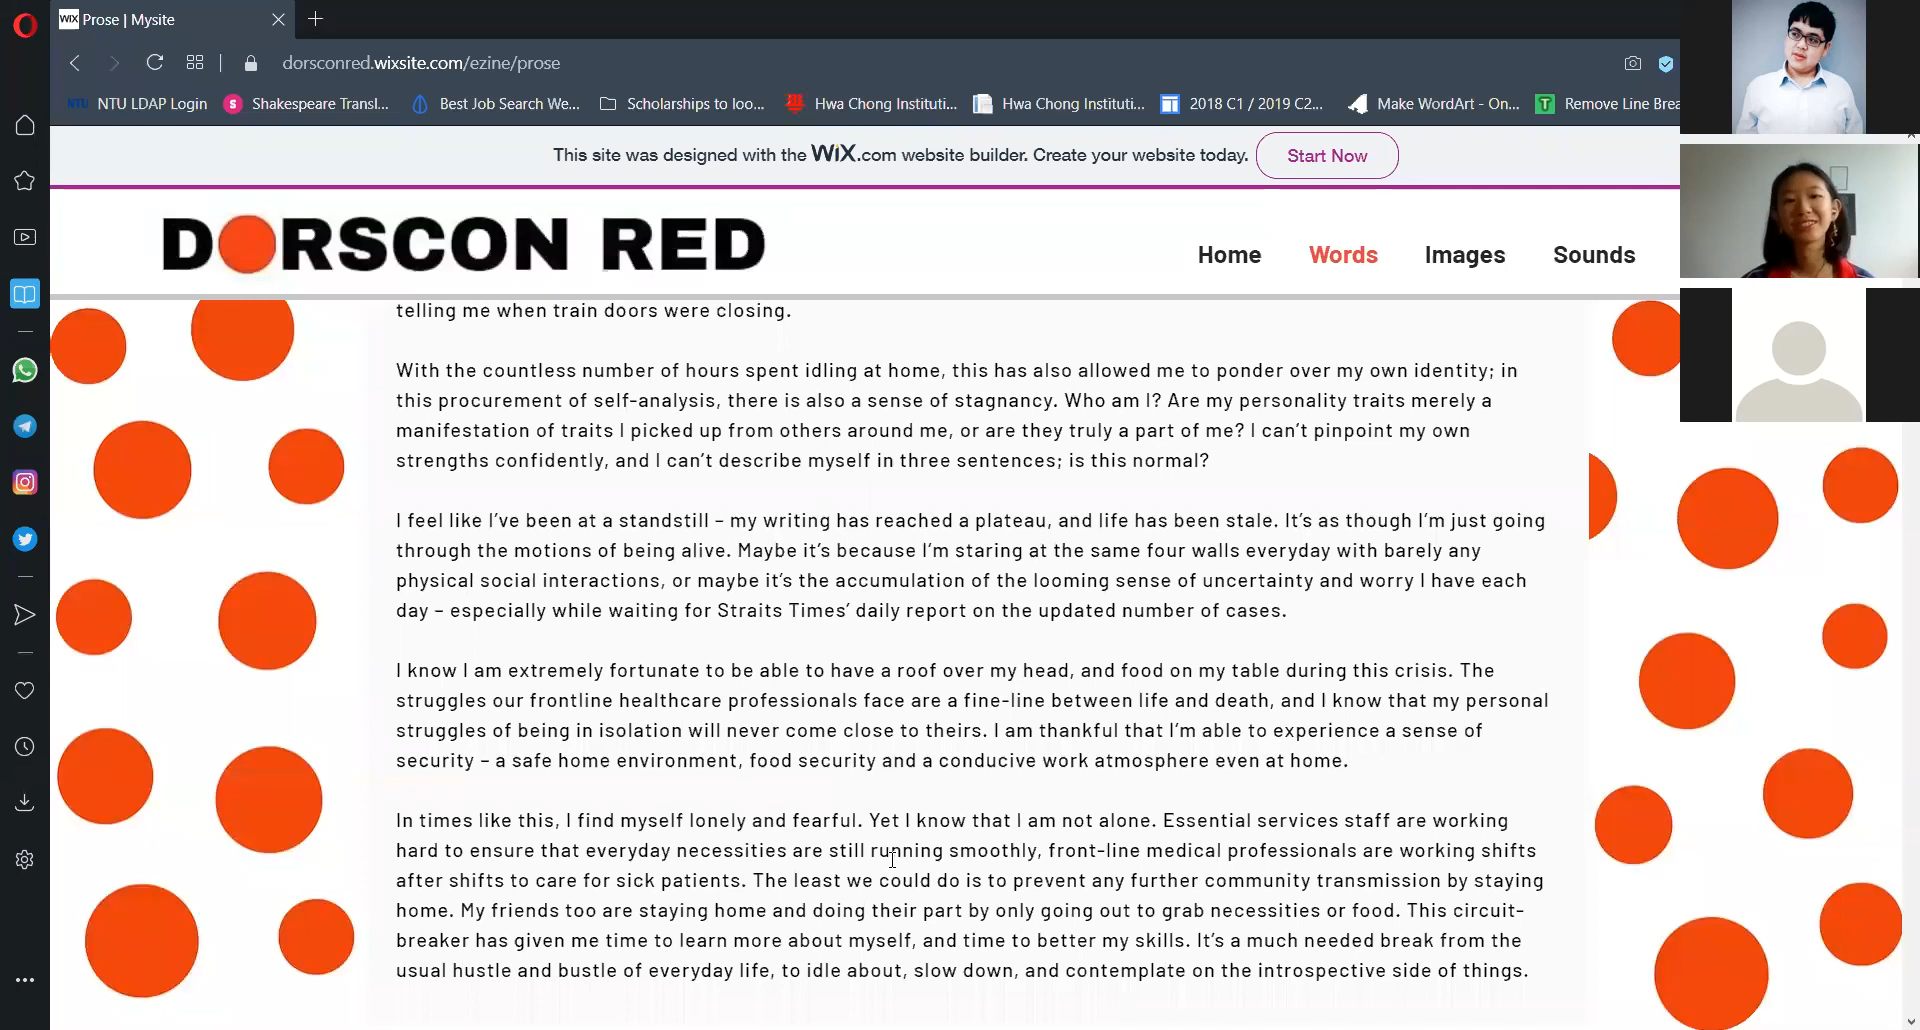 WiX Prose | Mysite
dorsconred.wixsite.com/ezine/prose
NTU NTU LDAP Login S Shakespeare Transl... Best Job Search We... Scholarships to loo... Hwa Chong Instituti... Hwa Chong Instituti... 2018 C1 / 2019 C2... Make WordArt - On... T Remove Line Brea
This site was designed with the WiX.com website builder. Create your website today. Start Now
DORSCON RED
Home Words Images Sounds
telling me when train doors were closing.
With the countless number of hours spent idling at home, this has also allowed me to ponder over my own identity; in
this procurement of self-analysis, there is also a sense of stagnancy. Who am I? Are my personality traits merely a
manifestation of traits I picked up from others around me, or are they truly a part of me? I can't pinpoint my own
strengths confidently, and I can't describe myself in three sentences; is this normal?
I feel like I've been at a standstill – my writing has reached a plateau, and life has been stale. It's as though I'm just going
through the motions of being alive. Maybe it's because I'm staring at the same four walls everyday with barely any
physical social interactions, or maybe it's the accumulation of the looming sense of uncertainty and worry I have each
day – especially while waiting for Straits Times' daily report on the updated number of cases.
I know I am extremely fortunate to be able to have a roof over my head, and food on my table during this crisis. The
struggles our frontline healthcare professionals face are a fine-line between life and death, and I know that my personal
struggles of being in isolation will never come close to theirs. I am thankful that I'm able to experience a sense of
security – a safe home environment, food security and a conducive work atmosphere even at home.
In times like this, I find myself lonely and fearful. Yet I know that I am not alone. Essential services staff are working
hard to ensure that everyday necessities are still running smoothly, front-line medical professionals are working shifts
after shifts to care for sick patients. The least we could do is to prevent any further community transmission by staying
home. My friends too are staying home and doing their part by only going out to grab necessities or food. This circuit-
breaker has given me time to learn more about myself, and time to better my skills. It's a much needed break from the
usual hustle and bustle of everyday life, to idle about, slow down, and contemplate on the introspective side of things.